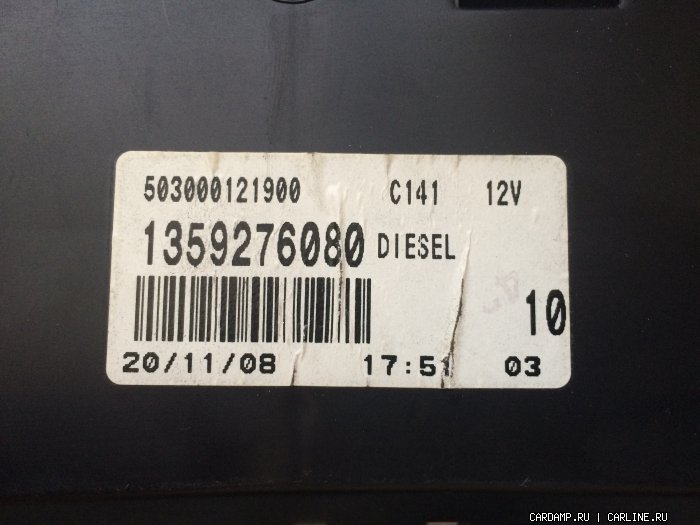 503000121900 C141 12V
1359276080 DIESEL
10
20/11/08 17:51 03
CARDAMP.RU | CARLINE.RU